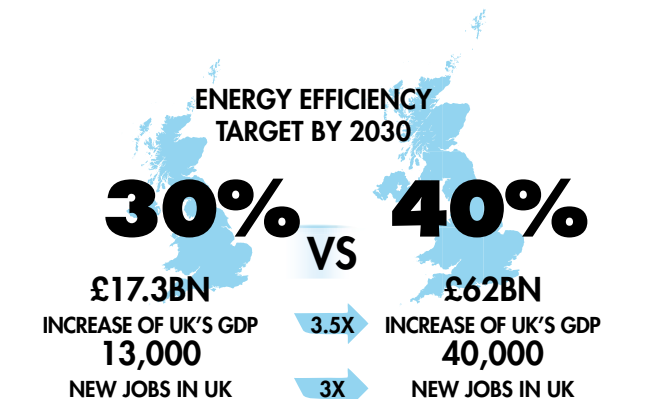 ENERGY EFFICIENCY
TARGET BY 2030
30%
VS
40%
£17.3BN
INCREASE OF UK'S GDP
3.5X
£62BN
INCREASE OF UK'S GDP
13,000
NEW JOBS IN UK
3X
40,000
NEW JOBS IN UK